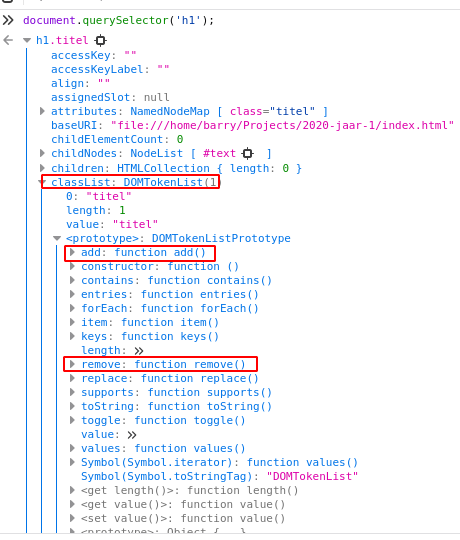 document.querySelector('h1');
h1.titel
accessKey: ""
accessKeyLabel: ""
align: ""
assignedSlot: null
attributes: NamedNodeMap [ class="titel" ]
baseURI: "file:///home/barry/Projects/2020-jaar-1/index.html"
childElementCount: 0
childNodes: NodeList [ #text ]
children: HTMLCollection { length: 0 }
classList: DOMTokenList(1)
0: "titel"
length: 1
value: "titel"
<prototype>: DOMTokenListPrototype
add: function add()
constructor: function ()
contains: function contains()
entries: function entries()
forEach: function forEach()
item: function item()
keys: function keys()
length: »
remove: function remove()
replace: function replace()
supports: function supports()
toString: function toString()
toggle: function toggle()
value: »
values: function values()
Symbol(Symbol.iterator): function values()
Symbol(Symbol.toStringTag): "DOMTokenList"
<get length()>: function length()
<get value()>: function value()
<set value()>: function value()
<prototype>: Object { … }